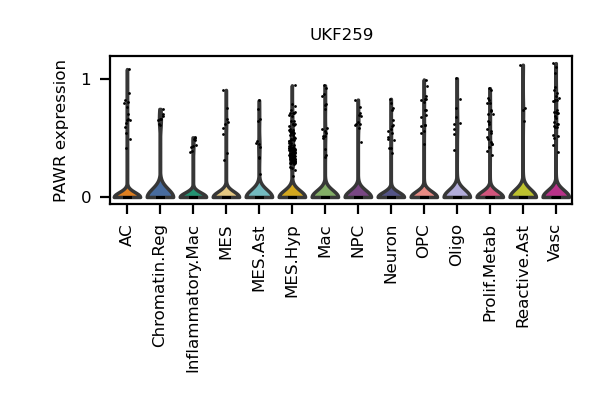 UKF259
PAWR expression
1
0
AC
Chromatin.Reg
Inflammatory.Mac
MES
MES.Ast
MES.Hyp
Mac
NPC
Neuron
OPC
Oligo
Prolif.Metab
Reactive.Ast
Vasc